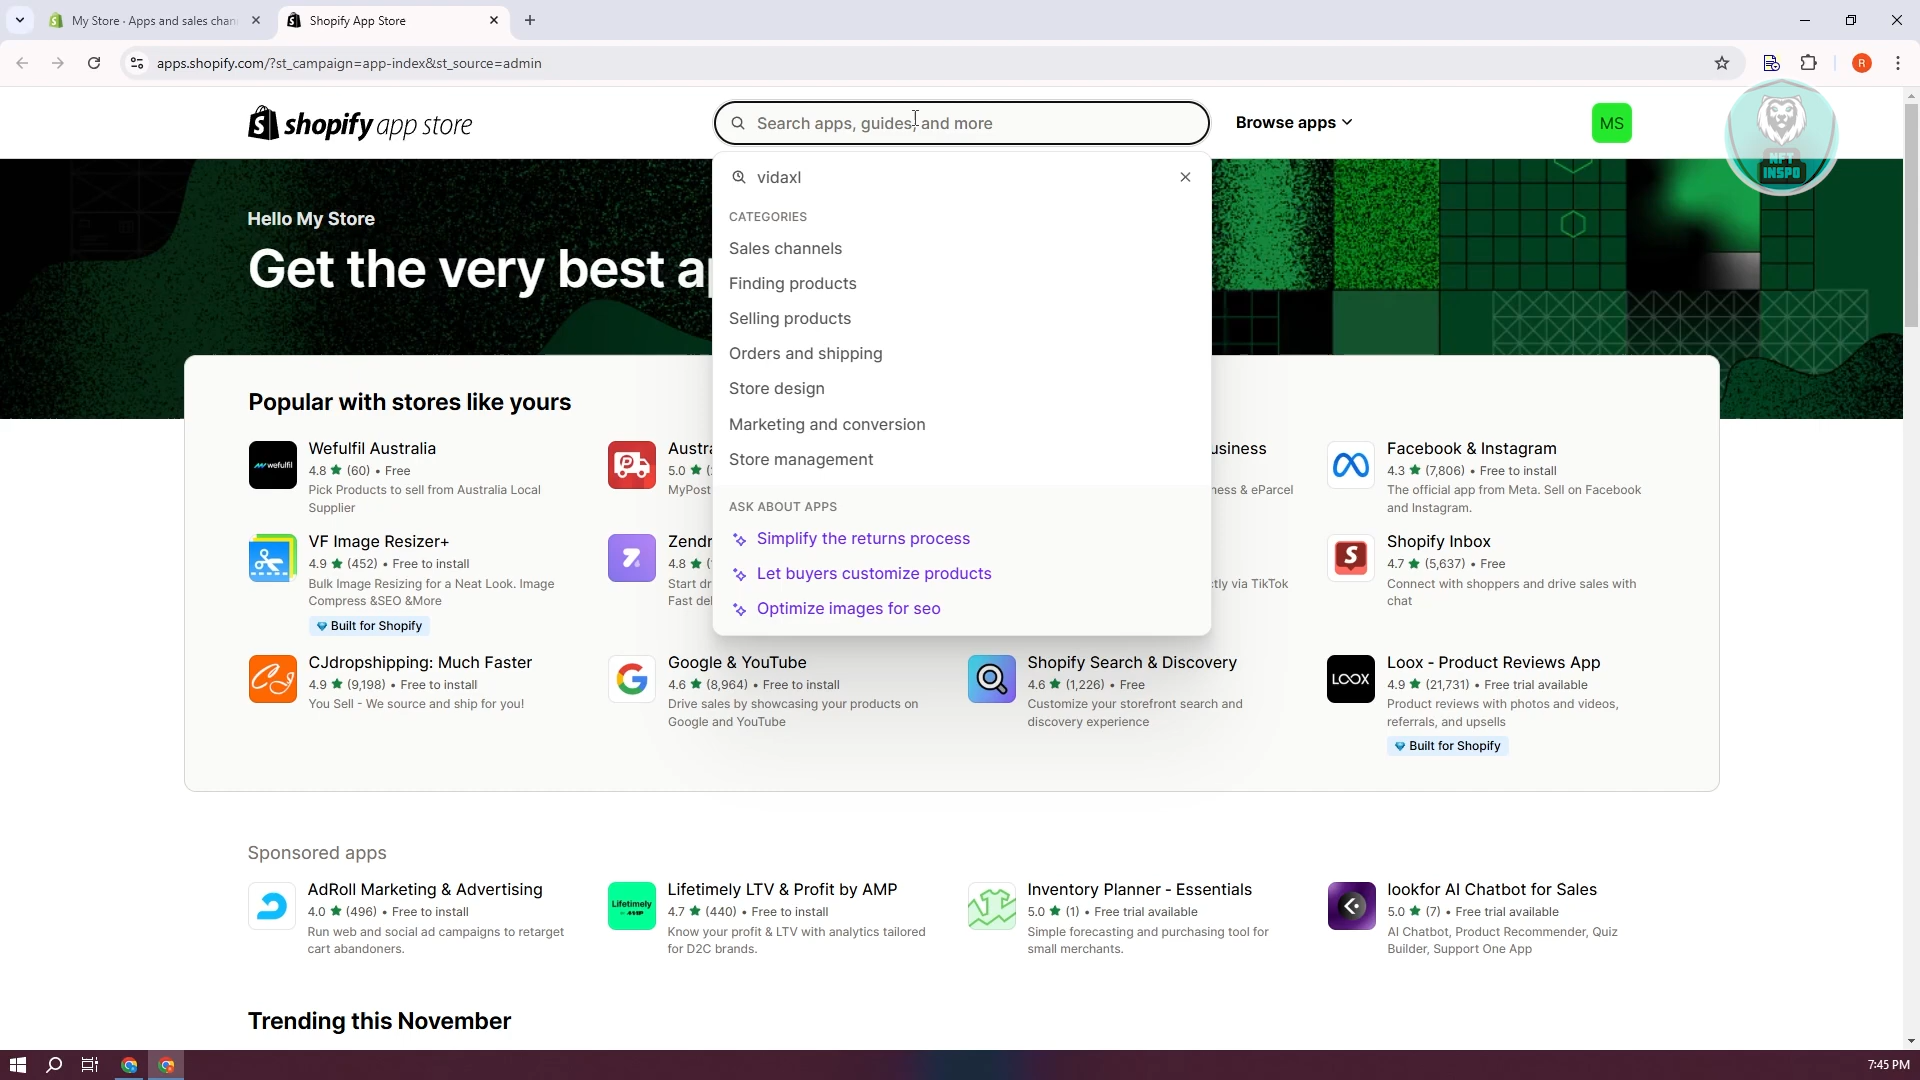 My Store · Apps and sales chan
Shopify App Store
apps.shopify.com/?st_campaign=app-index&st_source=admin
R
shopify app store
Search apps, guides, and more
Browse apps
MS
NFT
INSPO
vidaxl
CATEGORIES
Sales channels
Finding products
Selling products
Orders and shipping
Store design
Marketing and conversion
Store management
ASK ABOUT APPS
Simplify the returns process
Let buyers customize products
Optimize images for seo
Hello My Store
Get the very best a
Popular with stores like yours
wefulfil
Wefulfil Australia
4.8 ★ (60) • Free
Pick Products to sell from Australia Local
Supplier
Austra
5.0 ★
MyPost
usiness
ness & eParcel
Facebook & Instagram
4.3 ★ (7,806) • Free to install
The official app from Meta. Sell on Facebook
and Instagram.
VF Image Resizer+
4.9 ★ (452) • Free to install
Bulk Image Resizing for a Neat Look. Image
Compress &SEO &More
Built for Shopify
Zendr
4.8 ★
Start dr
Fast del
ctly via TikTok
Shopify Inbox
4.7 ★ (5,637) • Free
Connect with shoppers and drive sales with
chat
CJdropshipping: Much Faster
4.9 ★ (9,198) • Free to install
You Sell - We source and ship for you!
Google & YouTube
4.6 ★ (8,964) • Free to install
Drive sales by showcasing your products on
Google and YouTube
Shopify Search & Discovery
4.6 ★ (1,226) • Free
Customize your storefront search and
discovery experience
LOOX
Loox - Product Reviews App
4.9 ★ (21,731) • Free trial available
Product reviews with photos and videos,
referrals, and upsells
Built for Shopify
Sponsored apps
AdRoll Marketing & Advertising
4.0 ★ (496) • Free to install
Run web and social ad campaigns to retarget
cart abandoners.
Lifetimely
Lifetimely LTV & Profit by AMP
4.7 ★ (440) • Free to install
Know your profit & LTV with analytics tailored
for D2C brands.
Inventory Planner - Essentials
5.0 ★ (1) • Free trial available
Simple forecasting and purchasing tool for
small merchants.
lookfor AI Chatbot for Sales
5.0 ★ (7) • Free trial available
AI Chatbot, Product Recommender, Quiz
Builder, Support One App
Trending this November
7:45 PM